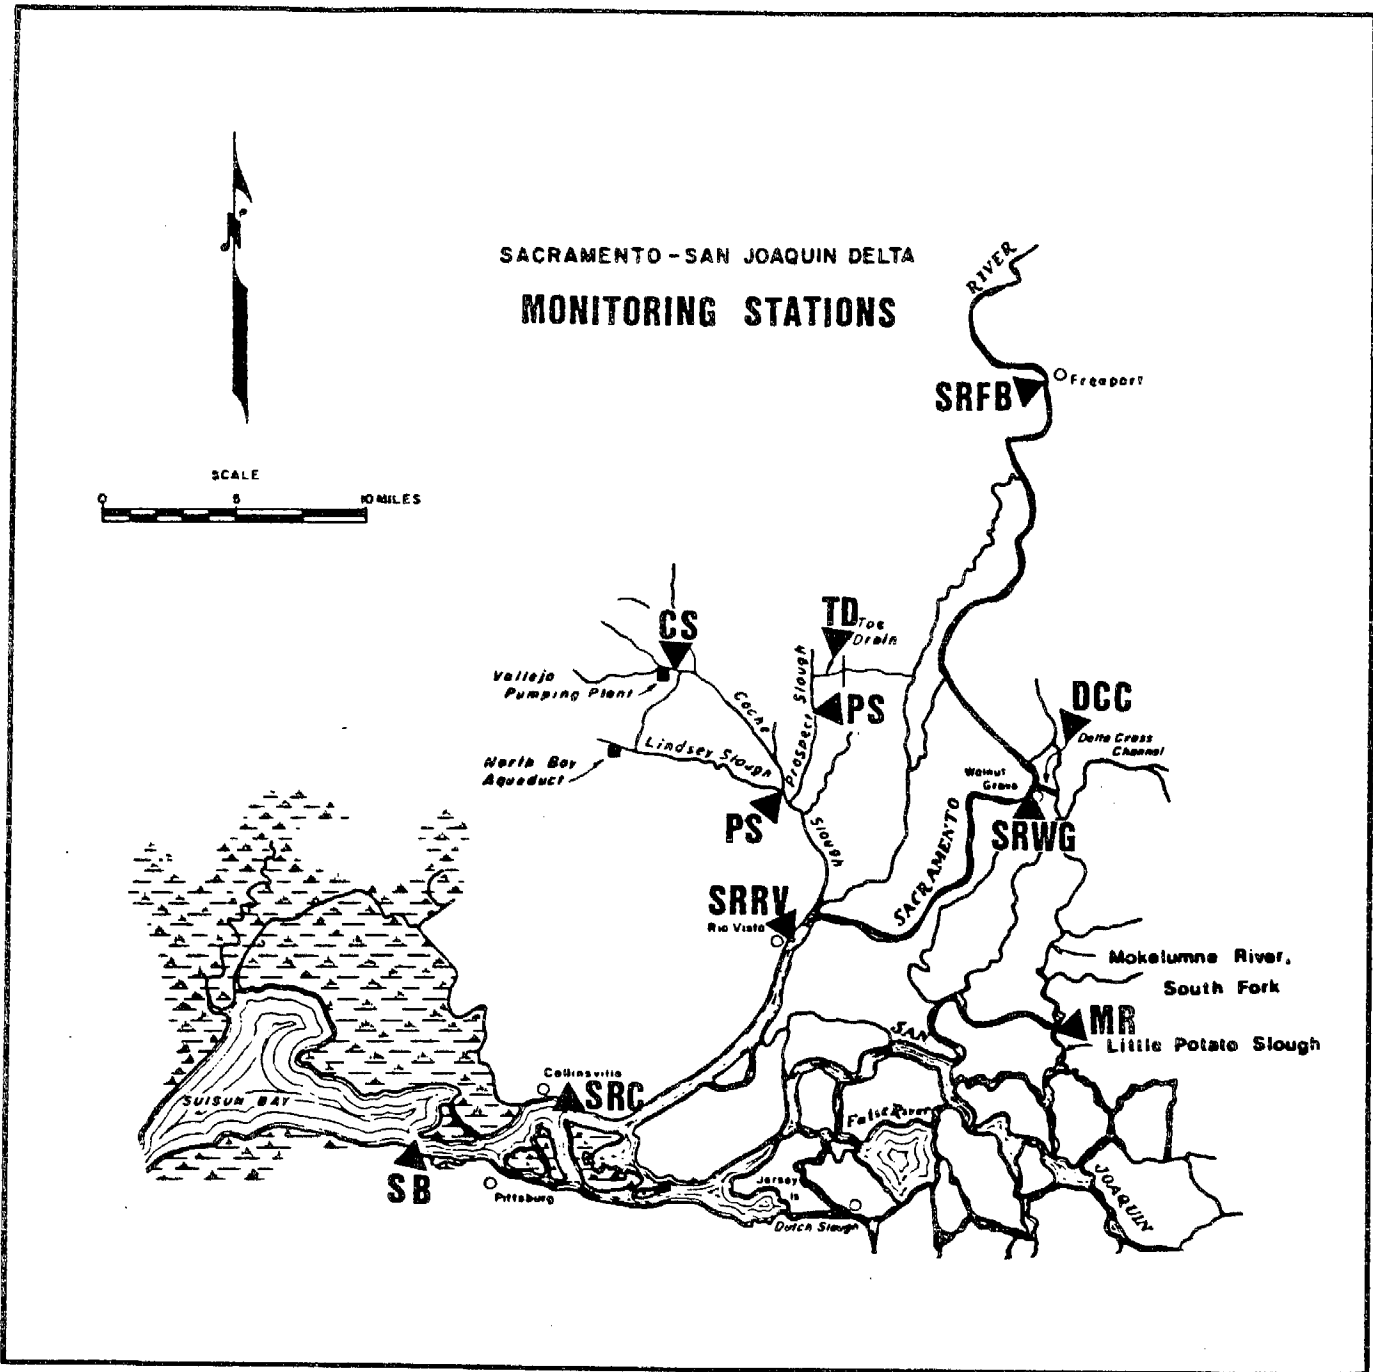 N
SACRAMENTO - SAN JOAQUIN DELTA
MONITORING STATIONS
RIVER
SRFB
Freeport
SCALE
0 5 10 MILES
CS
TD
Toe
Drain
Vallejo
Pumping Plant
Cache
Prospect Slough
PS
DCC
Delta Cross
Channel
North Bay
Aqueduct
Lindsey Slough
Walnut
Grove
PS
Slough
SACRAMENTO
SRWG
SRRV
Rio Vista
Mokelumne River,
South Fork
MR
Little Potato Slough
SAN
Collinsville
SRC
SUISUN BAY
False River
SB
Pittsburg
Jersey
Is
Dutch Slough
JOAQUIN